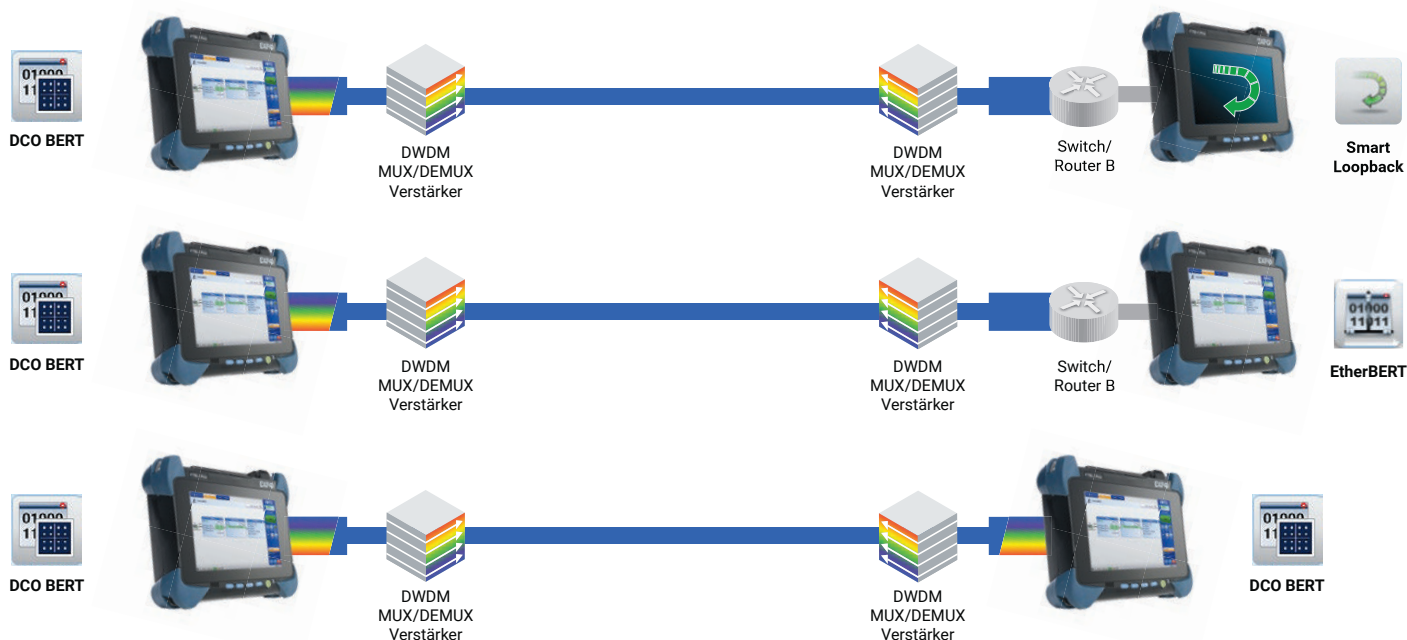 DCO BERT
DWDM
MUX/DEMUX
Verstärker
DWDM
MUX/DEMUX
Verstärker
Switch/
Router B
Smart
Loopback
DCO BERT
DWDM
MUX/DEMUX
Verstärker
DWDM
MUX/DEMUX
Verstärker
Switch/
Router B
01000
11011
EtherBERT
DCO BERT
DWDM
MUX/DEMUX
Verstärker
DWDM
MUX/DEMUX
Verstärker
DCO BERT